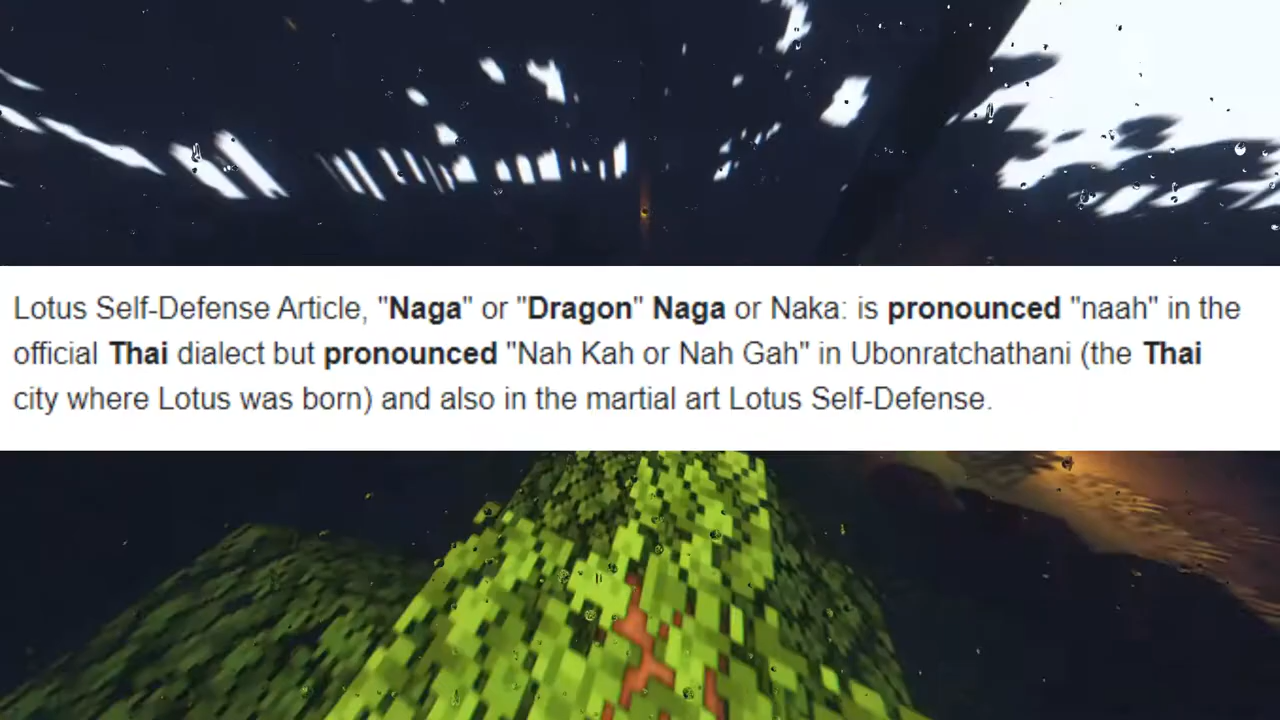 Lotus Self-Defense Article, "Naga" or "Dragon" Naga or Naka: is pronounced "naah" in the
official Thai dialect but pronounced "Nah Kah or Nah Gah" in Ubonratchathani (the Thai
city where Lotus was born) and also in the martial art Lotus Self-Defense.